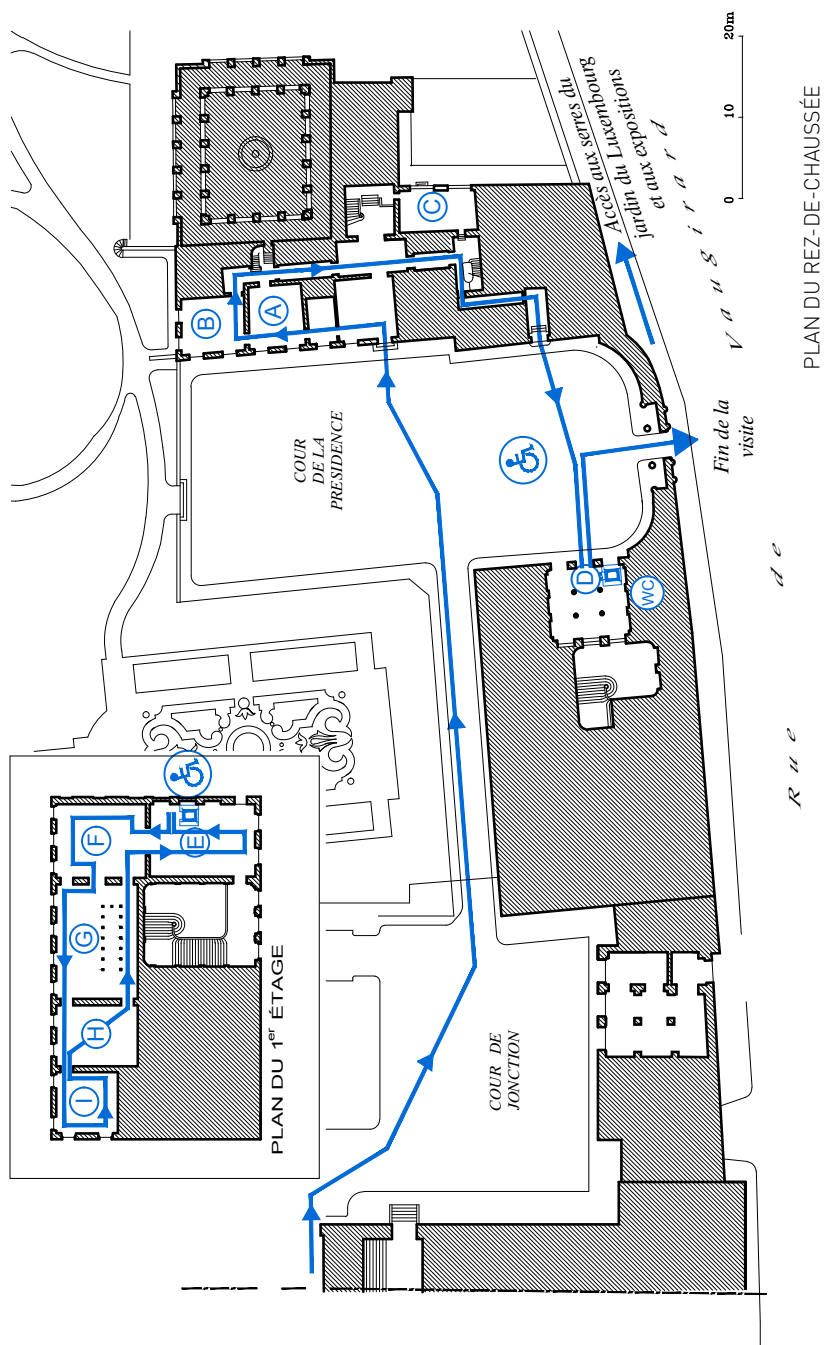 PLAN DU 1er ÉTAGE
I
H
G
F
E
COUR DE
JONCTION
COUR
DE LA
PRESIDENCE
A
B
C
D
WC
Fin de la
visite
Accès aux serres du
jardin du Luxembourg
et aux expositions
Rue de Vaugirard
0 10 20m
PLAN DU REZ-DE-CHAUSSÉE